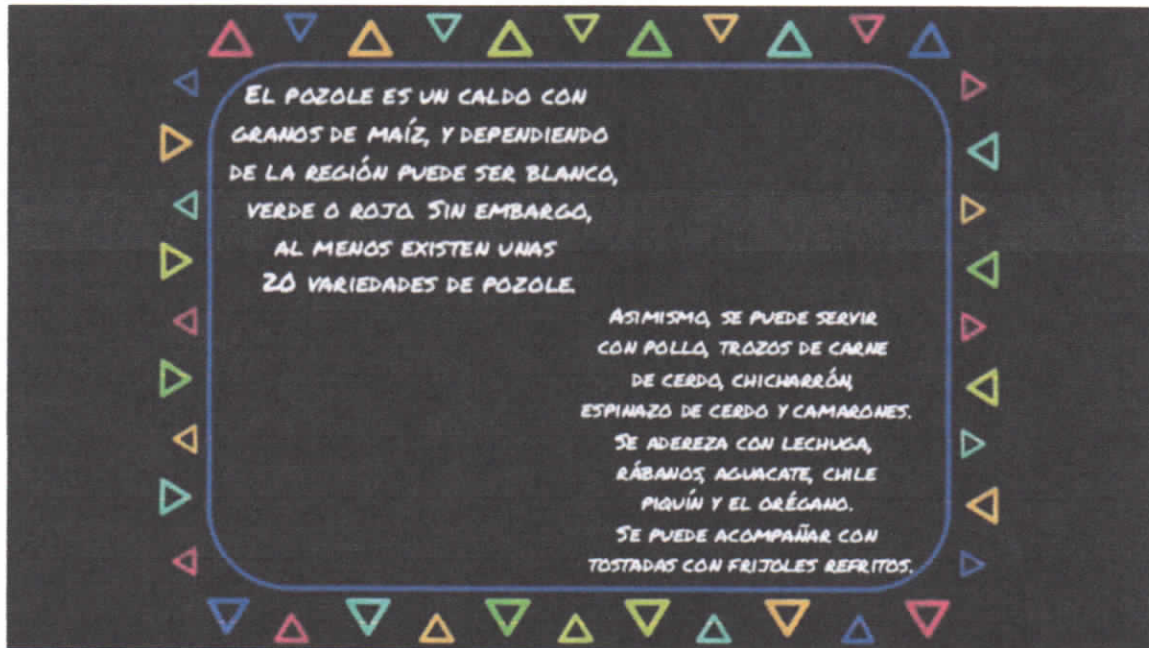 EL POZOLE ES UN CALDO CON
GRANOS DE MAÍZ, Y DEPENDIENDO
DE LA REGIÓN PUEDE SER BLANCO,
VERDE O ROJO. SIN EMBARGO,
AL MENOS EXISTEN UNAS
20 VARIEDADES DE POZOLE.
ASIMISMO, SE PUEDE SERVIR
CON POLLO, TROZOS DE CARNE
DE CERDO, CHICHARRÓN,
ESPINAZO DE CERDO Y CAMARONES.
SE ADEREZA CON LECHUGA,
RÁBANOS, AGUACATE, CHILE
PIQUÍN Y EL ORÉGANO.
SE PUEDE ACOMPAÑAR CON
TOSTADAS CON FRIJOLES REFRITOS.